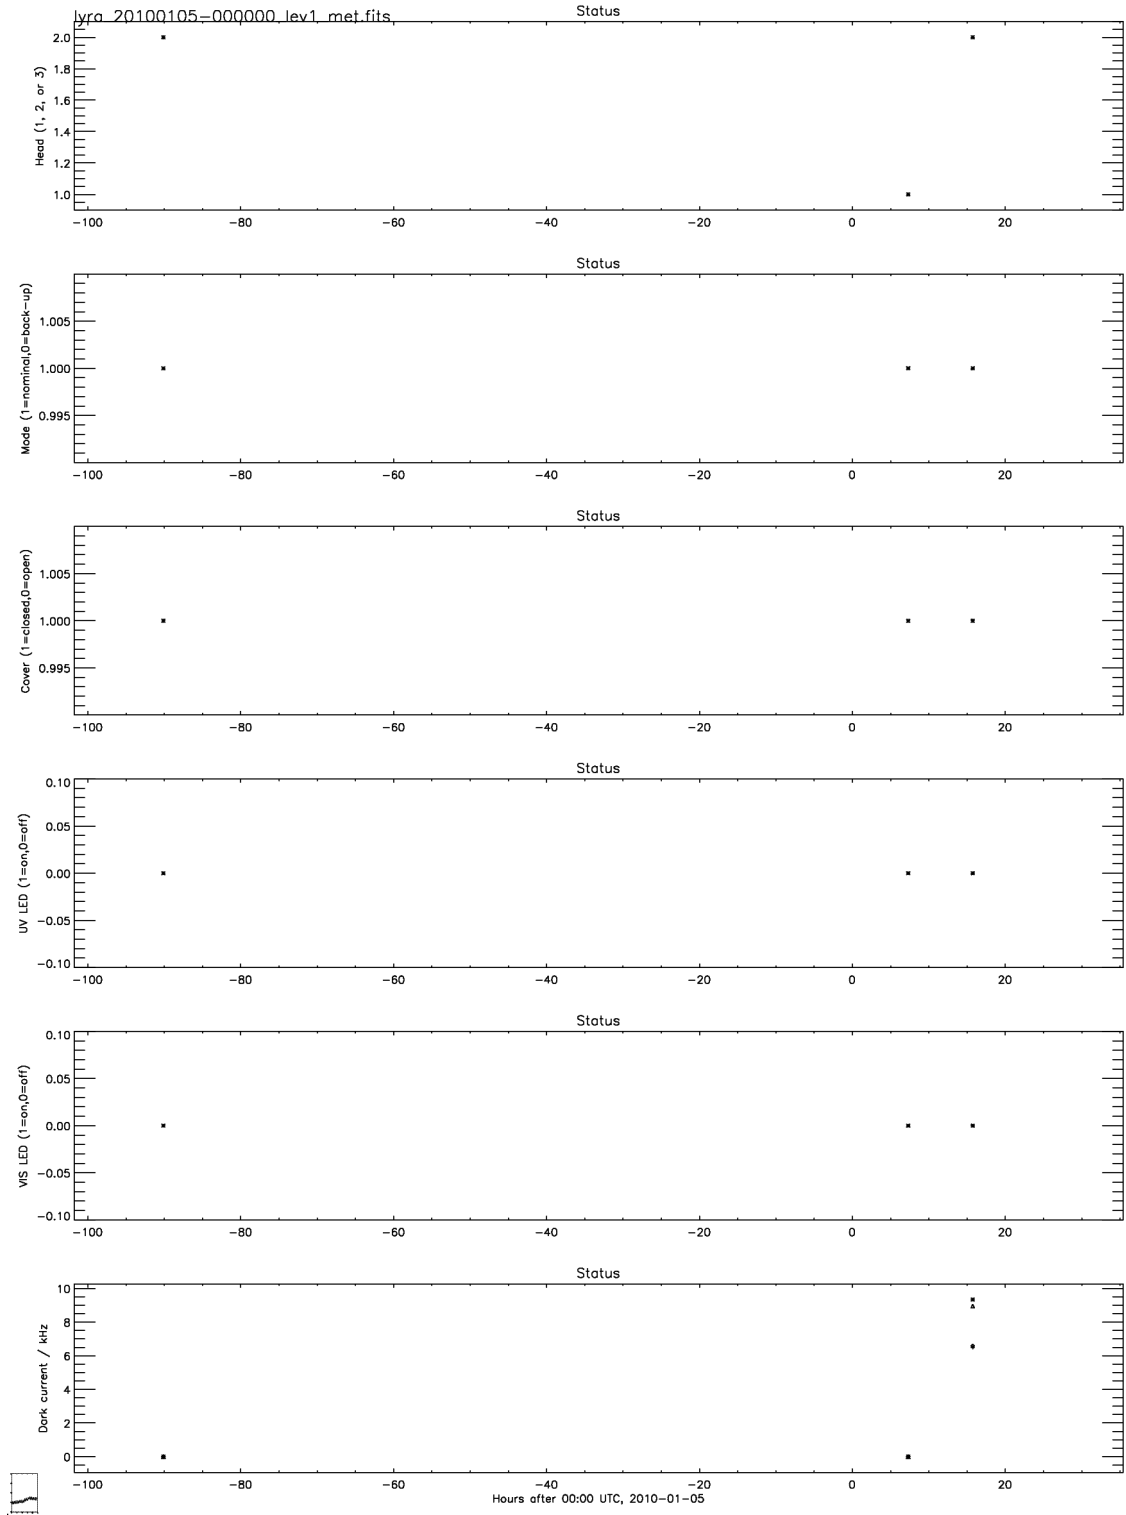 lyra_20100105-000000_lev1_met.fits
Status
Head (1, 2, or 3)
2.0
1.8
1.6
1.4
1.2
1.0
-100 -80 -60 -40 -20 0 20
Status
Mode (1=nominal,0=back-up)
1.005
1.000
0.995
-100 -80 -60 -40 -20 0 20
Status
Cover (1=closed,0=open)
1.005
1.000
0.995
-100 -80 -60 -40 -20 0 20
Status
UV LED (1=on,0=off)
0.10
0.05
0.00
-0.05
-0.10
-100 -80 -60 -40 -20 0 20
Status
VIS LED (1=on,0=off)
0.10
0.05
0.00
-0.05
-0.10
-100 -80 -60 -40 -20 0 20
Status
Dark current / kHz
10
8
6
4
2
0
-100 -80 -60 -40 -20 0 20
Hours after 00:00 UTC, 2010-01-05